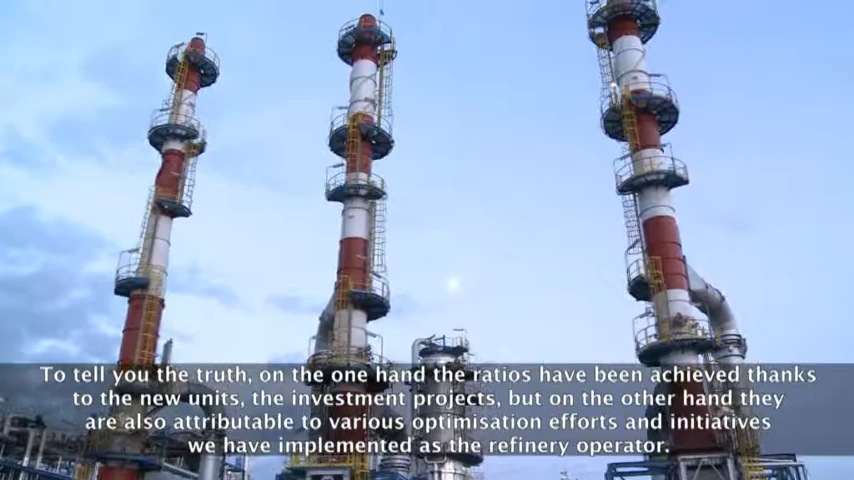 To tell you the truth, on the one hand the ratios have been achieved thanks
to the new units, the investment projects, but on the other hand they
are also attributable to various optimisation efforts and initiatives
we have implemented as the refinery operator.